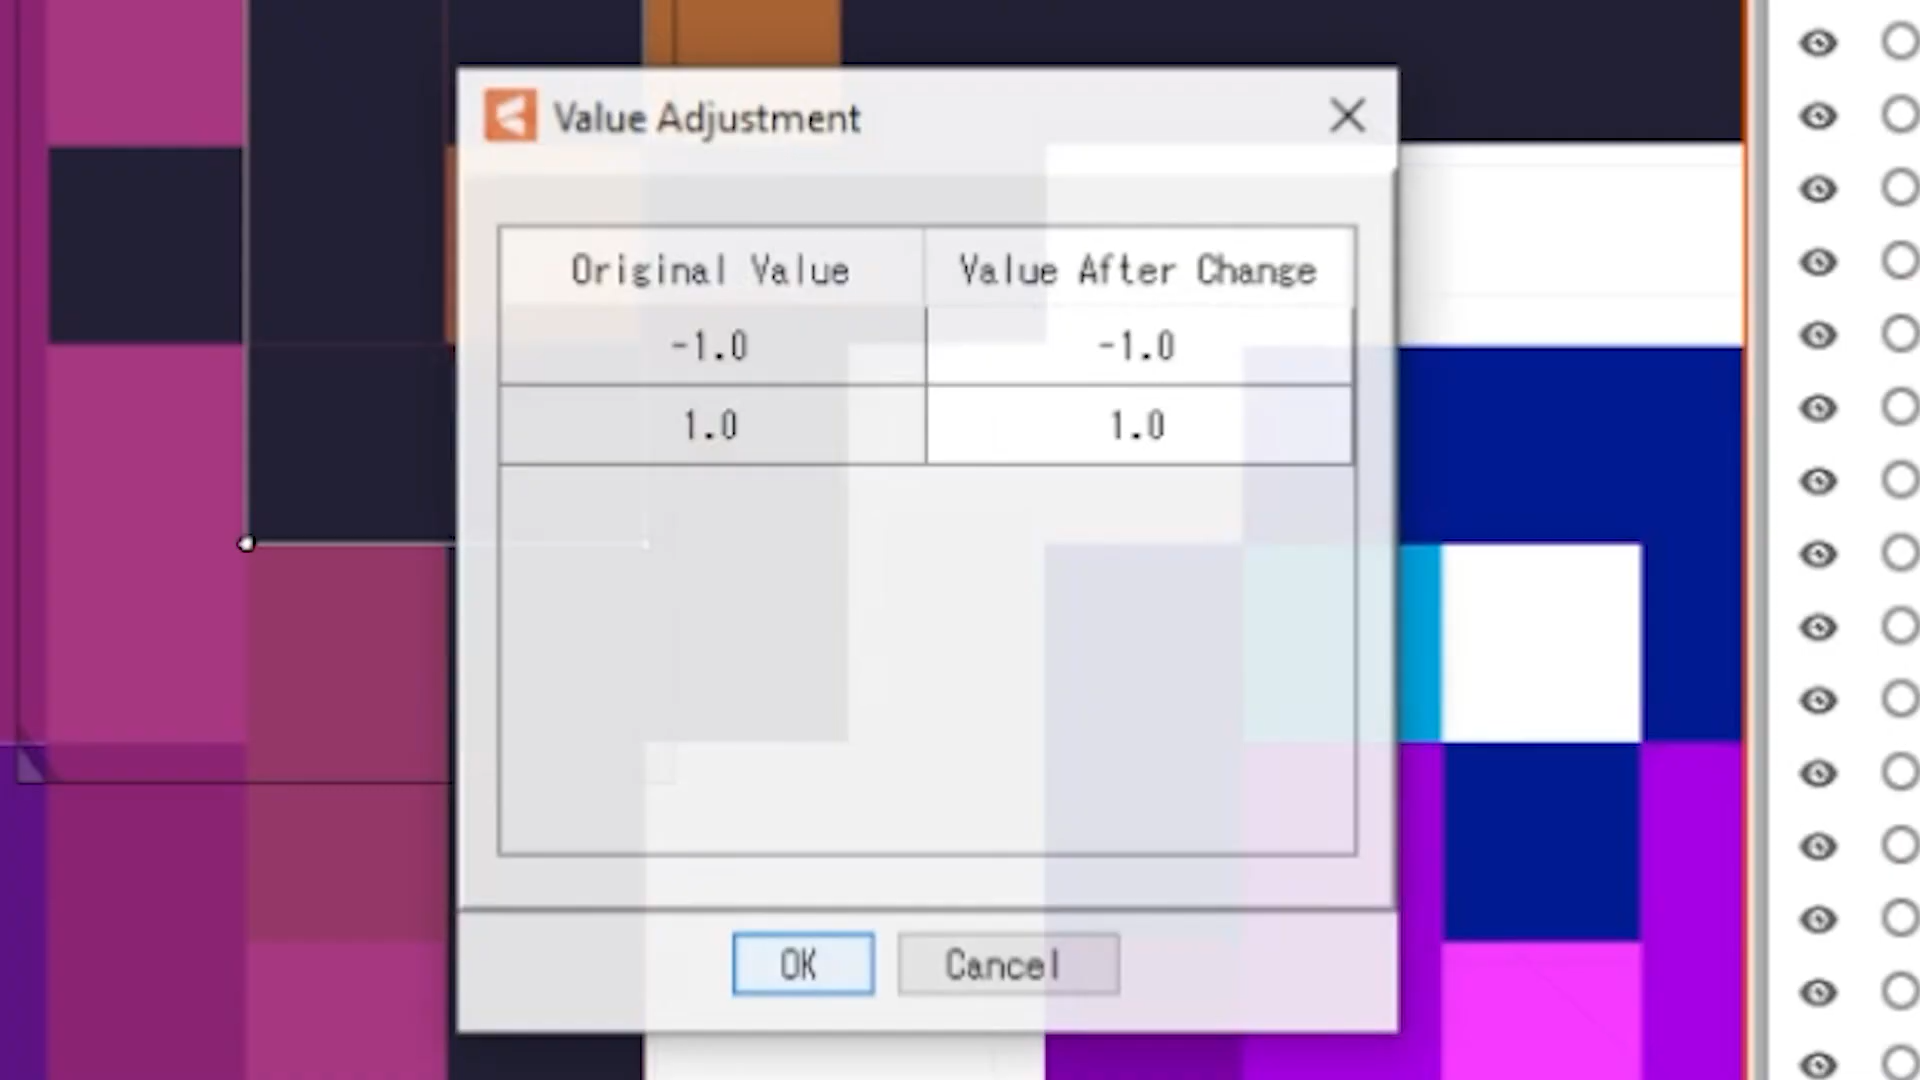 Value Adjustment
Original Value Value After Change
-1.0 -1.0
1.0 1.0
OK Cancel